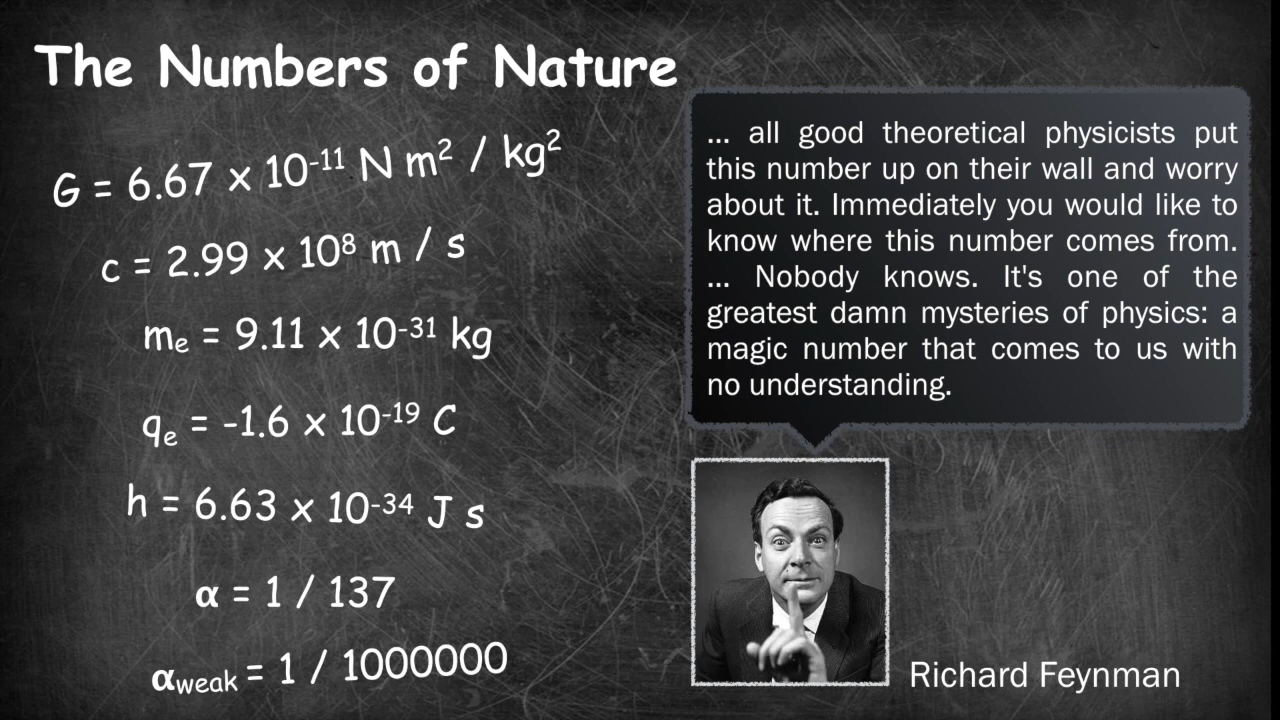 The Numbers of Nature
G = 6.67 x 10⁻¹¹ N m² / kg²
c = 2.99 x 10⁸ m / s
mₑ = 9.11 x 10⁻³¹ kg
qₑ = -1.6 x 10⁻¹⁹ C
h = 6.63 x 10⁻³⁴ J s
α = 1 / 137
α_weak = 1 / 1000000
... all good theoretical physicists put
this number up on their wall and worry
about it. Immediately you would like to
know where this number comes from.
... Nobody knows. It's one of the
greatest damn mysteries of physics: a
magic number that comes to us with
no understanding.
Richard Feynman